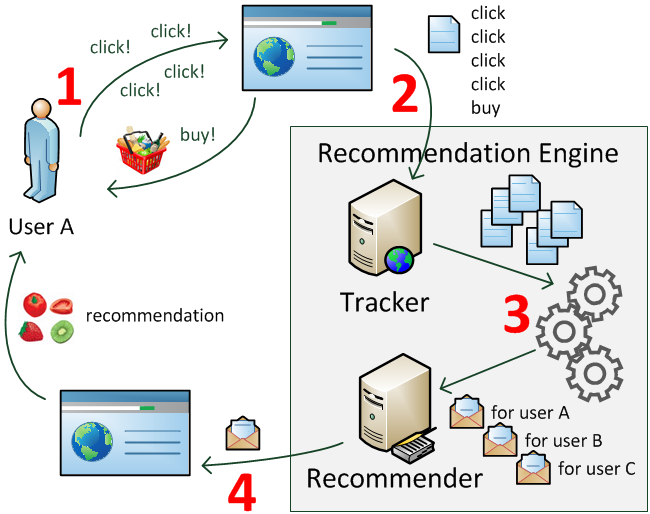 click!
click!
click!
click!
1
buy!
User A
2
click
click
click
click
buy
Recommendation Engine
Tracker
3
Recommender
for user A
for user B
for user C
4
recommendation